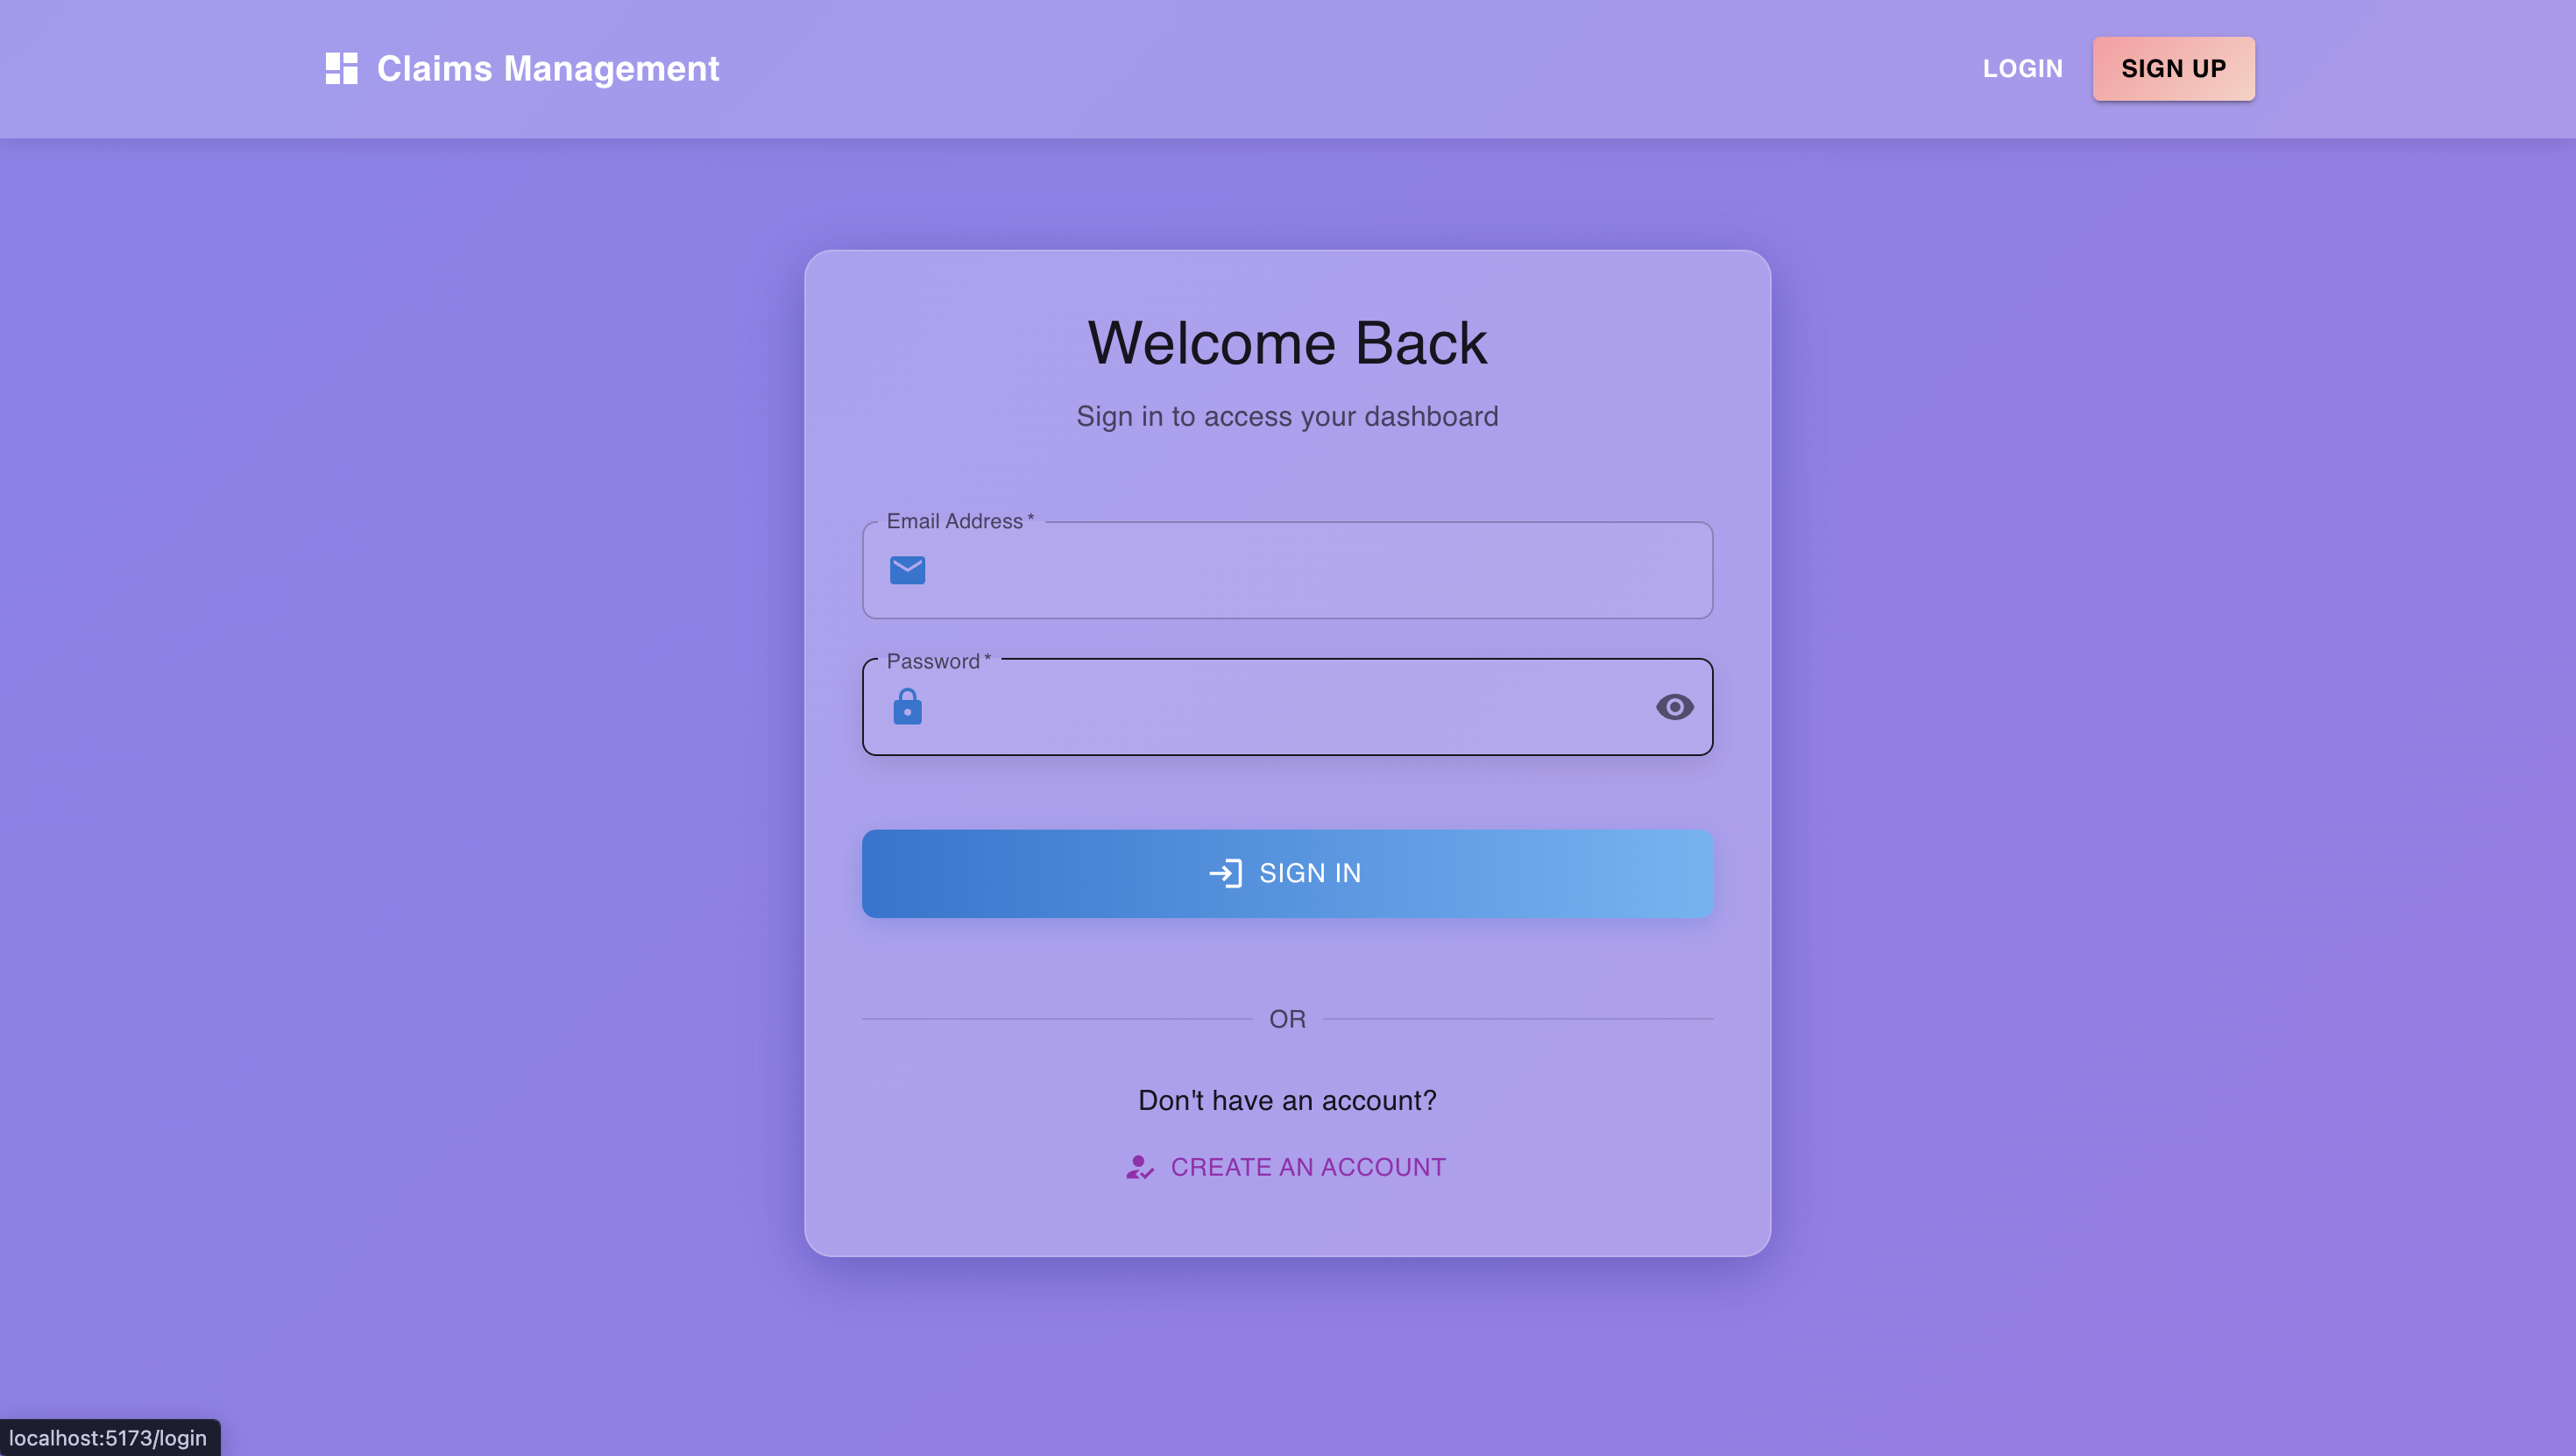 Claims Management
LOGIN
SIGN UP
Welcome Back
Sign in to access your dashboard
Email Address *
Password *
SIGN IN
OR
Don't have an account?
CREATE AN ACCOUNT
localhost:5173/login